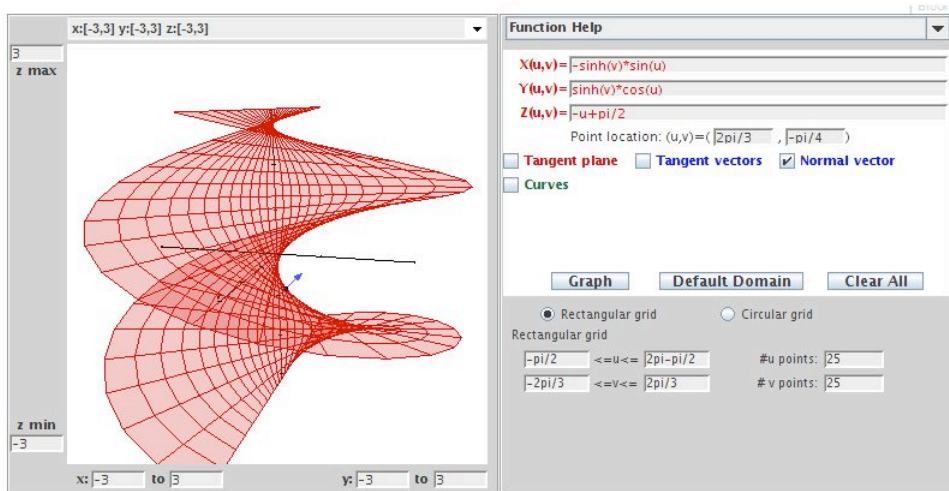 Block
x:[-3,3] y:[-3,3] z:[-3,3]
3
z max
z min
-3
x: -3 to 3 y: -3 to 3
Function Help
X(u,v)= -sinh(v)*sin(u)
Y(u,v)= sinh(v)*cos(u)
Z(u,v)= -u+pi/2
Point location: (u,v)=( 2pi/3 , -pi/4 )
Tangent plane Tangent vectors Normal vector
Curves
Graph Default Domain Clear All
Rectangular grid Circular grid
Rectangular grid
-pi/2 <=u<= 2pi-pi/2 #u points: 25
-2pi/3 <=v<= 2pi/3 # v points: 25